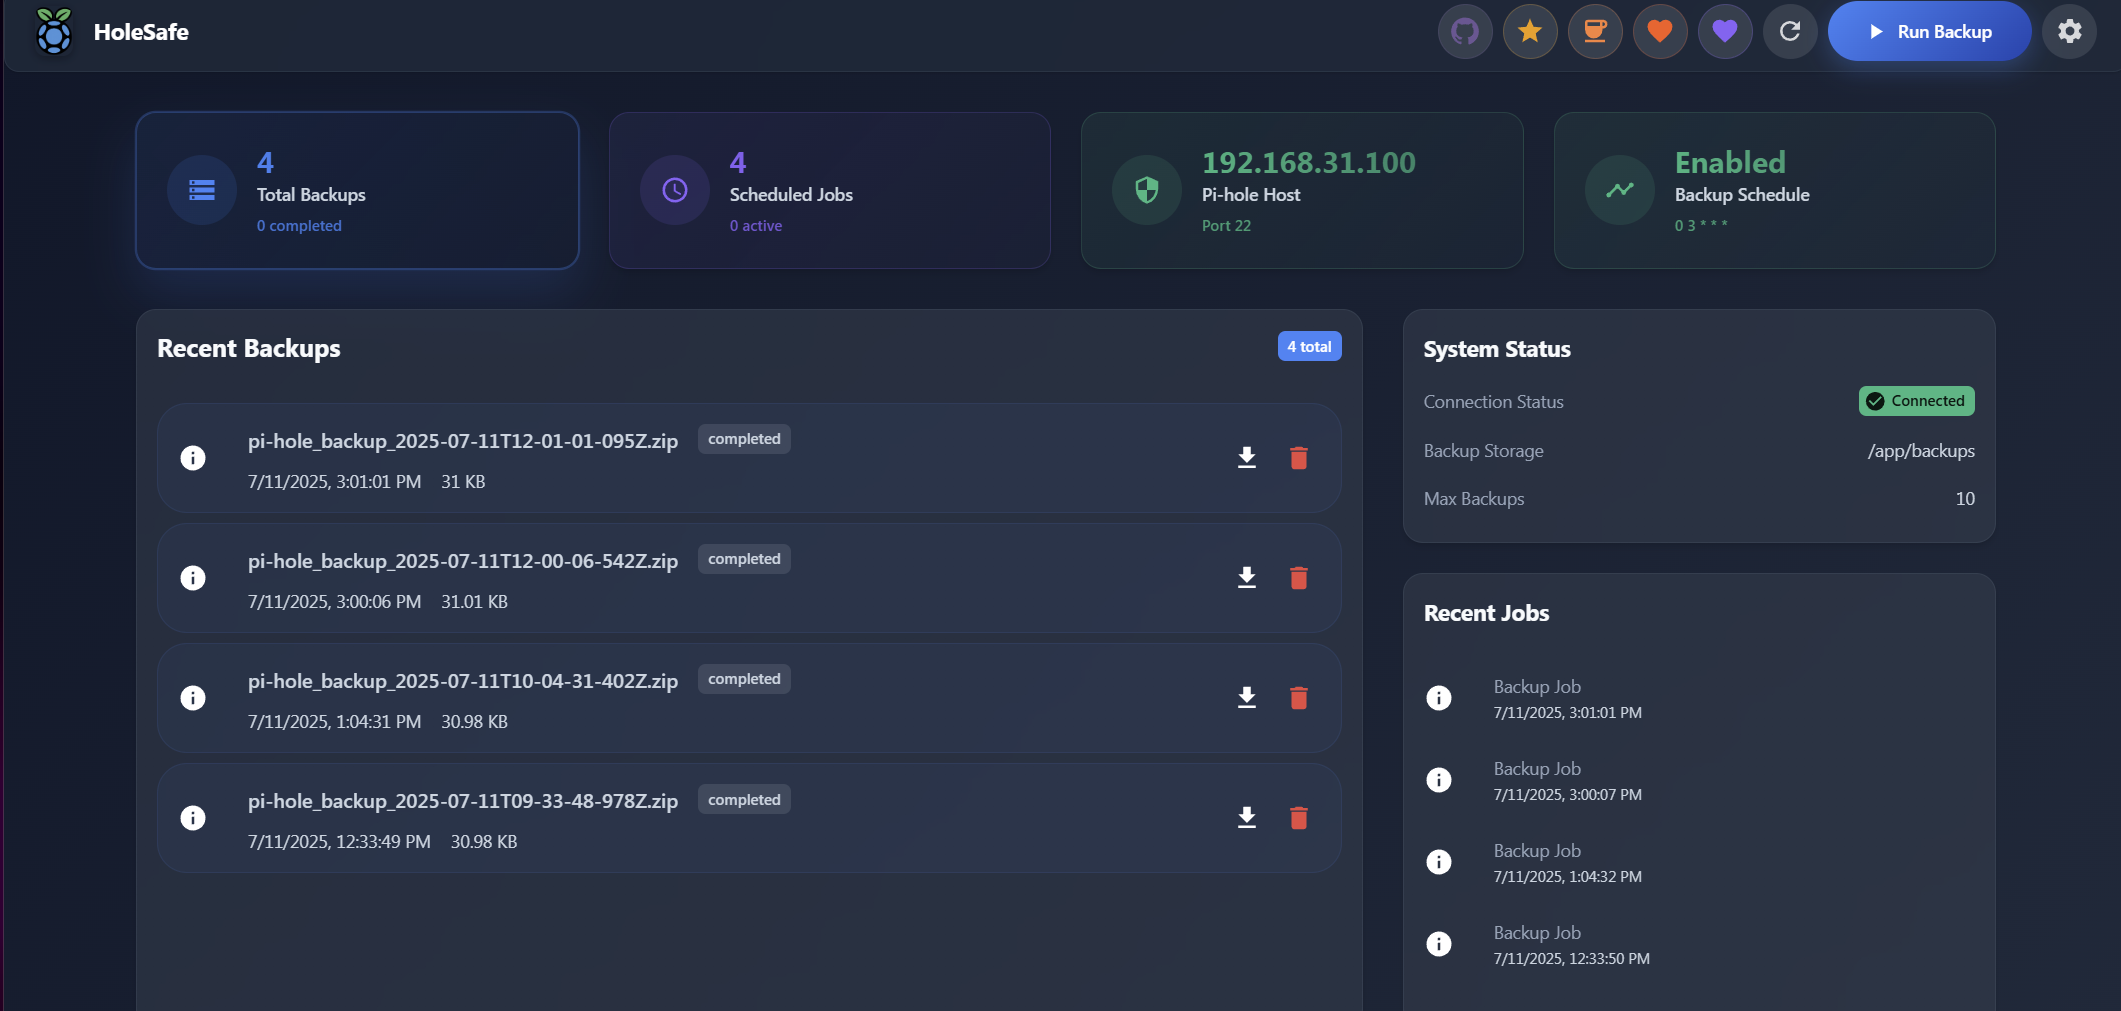 HoleSafe
Run Backup
4
Total Backups
0 completed
4
Scheduled Jobs
0 active
192.168.31.100
Pi-hole Host
Port 22
Enabled
Backup Schedule
0 3 * * *
Recent Backups
4 total
pi-hole_backup_2025-07-11T12-01-01-095Z.zip completed
7/11/2025, 3:01:01 PM 31 KB
pi-hole_backup_2025-07-11T12-00-06-542Z.zip completed
7/11/2025, 3:00:06 PM 31.01 KB
pi-hole_backup_2025-07-11T10-04-31-402Z.zip completed
7/11/2025, 1:04:31 PM 30.98 KB
pi-hole_backup_2025-07-11T09-33-48-978Z.zip completed
7/11/2025, 12:33:49 PM 30.98 KB
System Status
Connection Status Connected
Backup Storage /app/backups
Max Backups 10
Recent Jobs
Backup Job
7/11/2025, 3:01:01 PM
Backup Job
7/11/2025, 3:00:07 PM
Backup Job
7/11/2025, 1:04:32 PM
Backup Job
7/11/2025, 12:33:50 PM